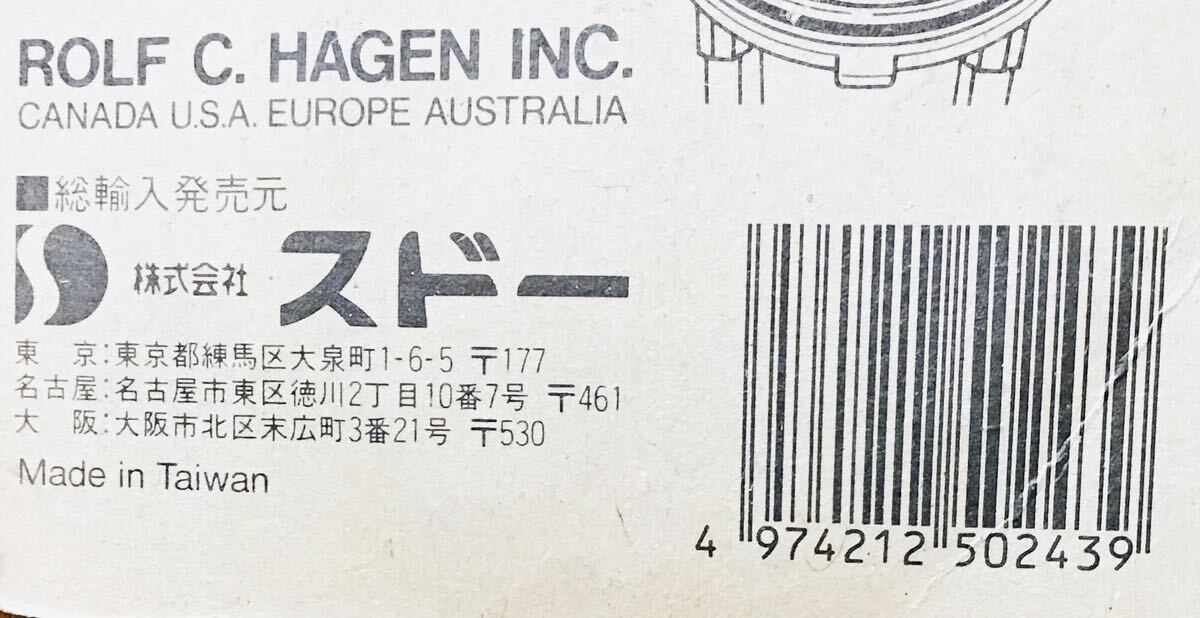 ROLF C. HAGEN INC.
CANADA U.S.A. EUROPE AUSTRALIA
■総輸入発売元
株式会社 スドー
東　京:東京都練馬区大泉町1-6-5 〒177
名古屋:名古屋市東区徳川2丁目10番7号 〒461
大　阪:大阪市北区末広町3番21号 〒530
Made in Taiwan
4 974212 502439